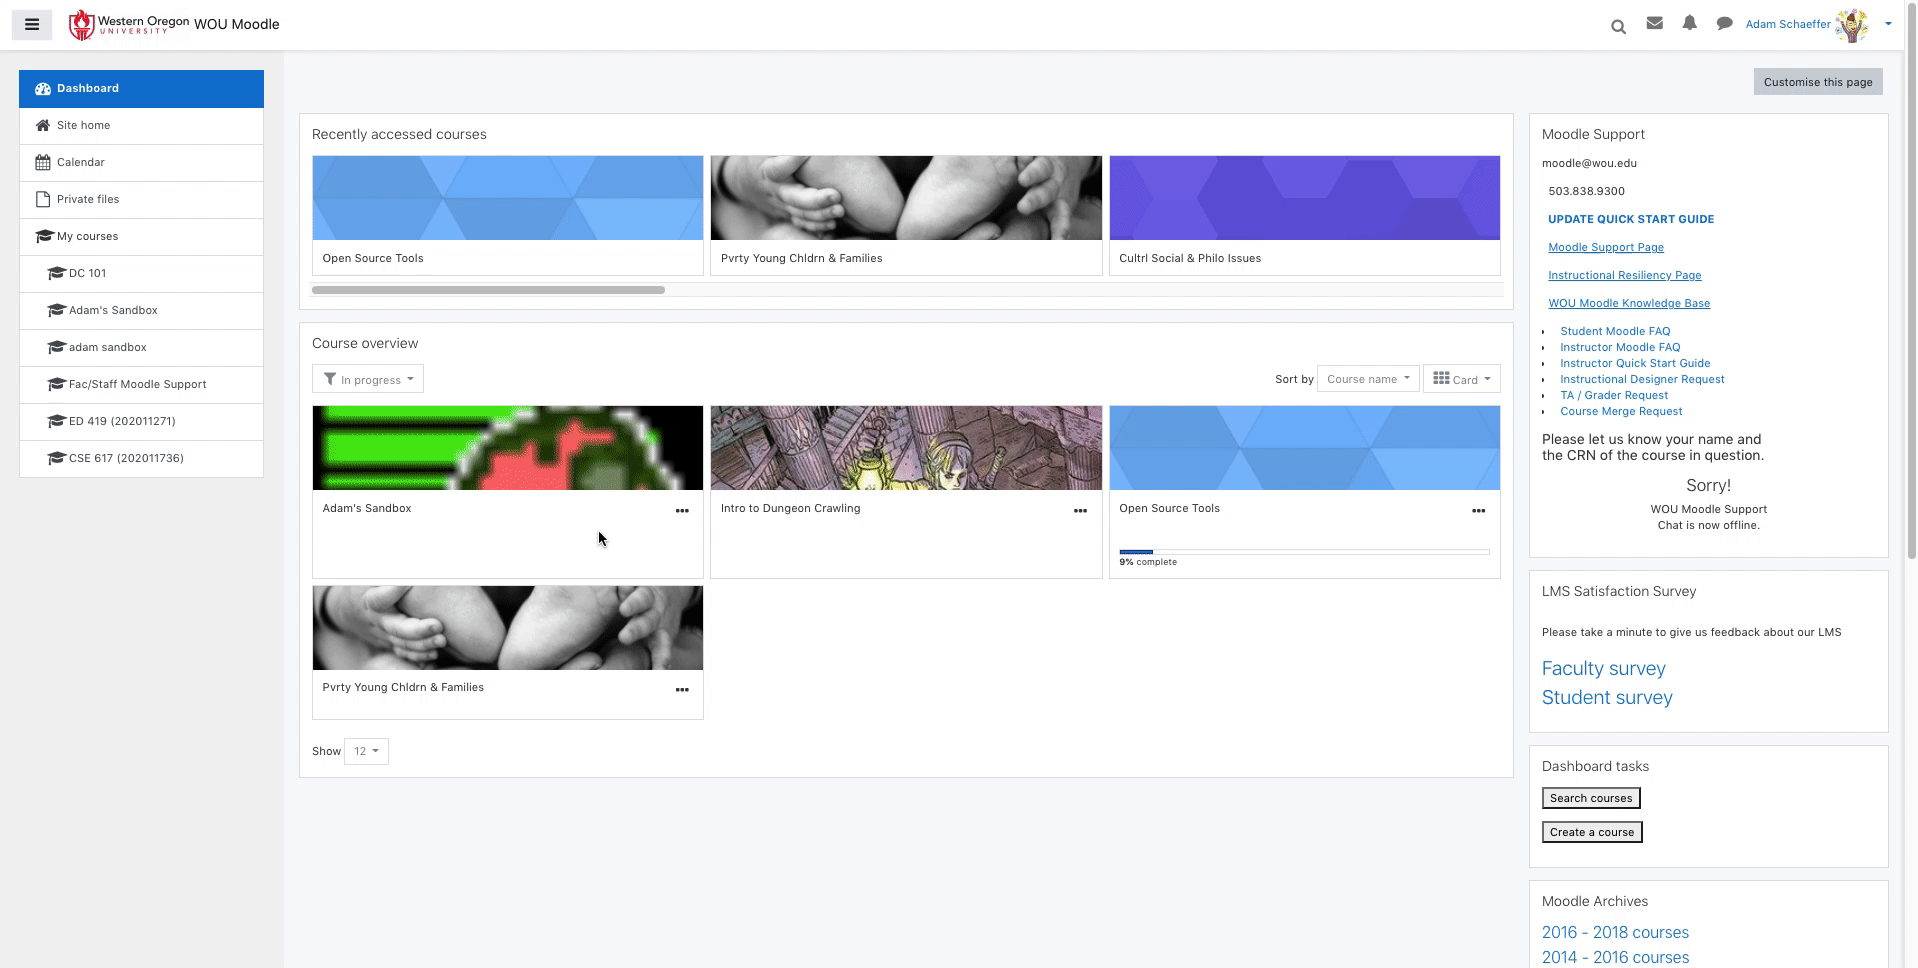 Western Oregon
UNIVERSITY
WOU Moodle
Adam Schaeffer
Dashboard
Site home
Calendar
Private files
My courses
DC 101
Adam's Sandbox
adam sandbox
Fac/Staff Moodle Support
ED 419 (202011271)
CSE 617 (202011736)
Customise this page
Recently accessed courses
Open Source Tools
Pvrty Young Chldrn & Families
Cultrl Social & Philo Issues
Course overview
In progress
Sort by Course name Card
Adam's Sandbox
Intro to Dungeon Crawling
Open Source Tools
9% complete
Pvrty Young Chldrn & Families
Show 12
Moodle Support
moodle@wou.edu
503.838.9300
UPDATE QUICK START GUIDE
Moodle Support Page
Instructional Resiliency Page
WOU Moodle Knowledge Base
Student Moodle FAQ
Instructor Moodle FAQ
Instructor Quick Start Guide
Instructional Designer Request
TA / Grader Request
Course Merge Request
Please let us know your name and
the CRN of the course in question.
Sorry!
WOU Moodle Support
Chat is now offline.
LMS Satisfaction Survey
Please take a minute to give us feedback about our LMS
Faculty survey
Student survey
Dashboard tasks
Search courses
Create a course
Moodle Archives
2016 - 2018 courses
2014 - 2016 courses